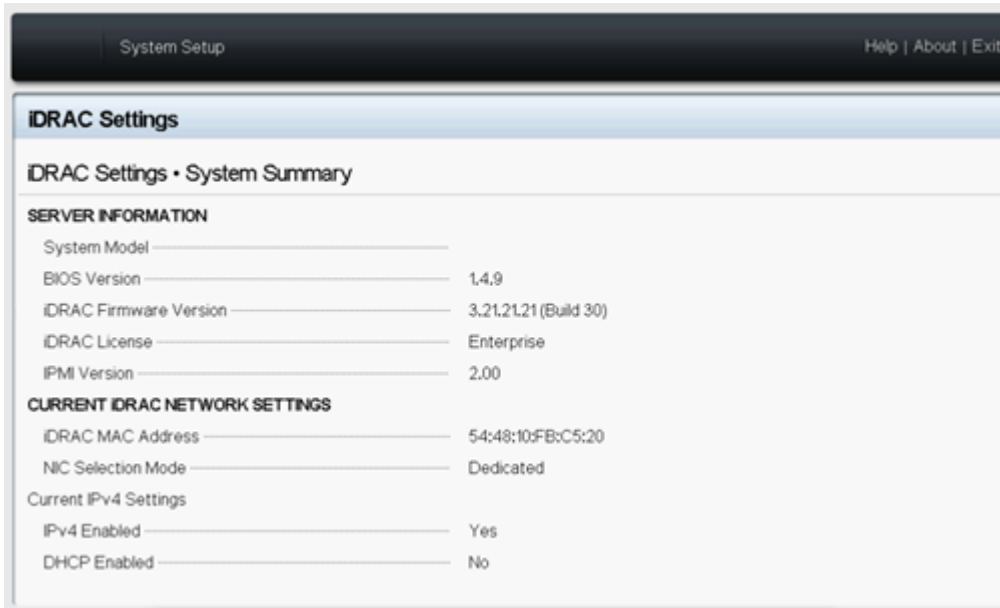 System Setup
Help | About | Exit
iDRAC Settings
iDRAC Settings • System Summary
SERVER INFORMATION
System Model
BIOS Version 1.4.9
iDRAC Firmware Version 3.21.21.21 (Build 30)
iDRAC License Enterprise
IPMI Version 2.00
CURRENT iDRAC NETWORK SETTINGS
iDRAC MAC Address 54:48:10:FB:C5:20
NIC Selection Mode Dedicated
Current IPv4 Settings
IPv4 Enabled Yes
DHCP Enabled No